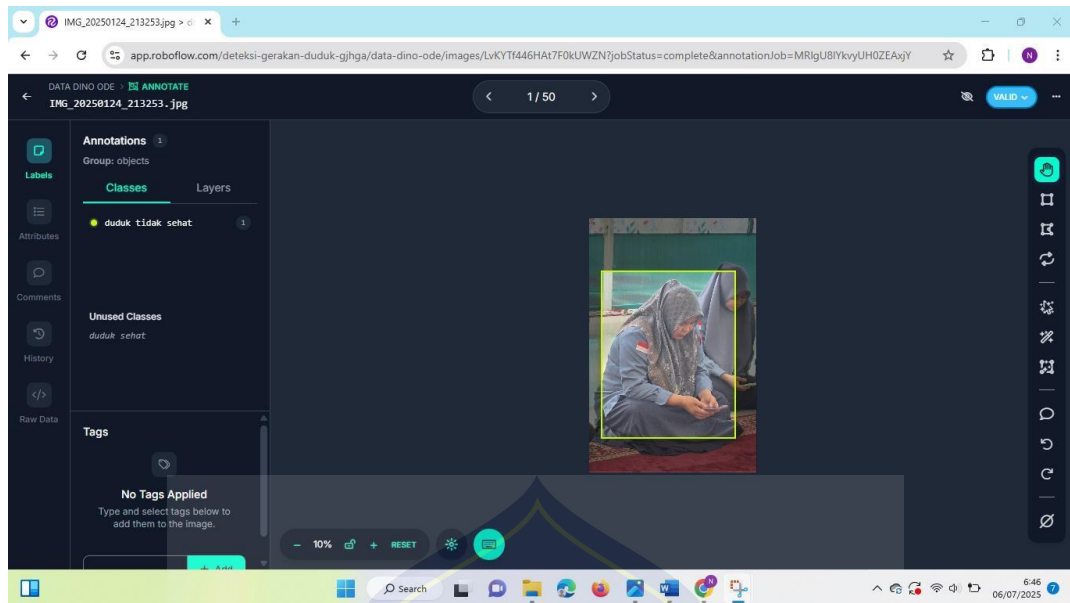 IMG_20250124_213253.jpg > d
app.roboflow.com/deteksi-gerakan-duduk-gjhga/data-dino-ode/images/LvKYTf446HAt7F0kUWZN?jobStatus=complete&annotationJob=MRlgU8lYkvyUH0ZEAxjY
N
DATA DINO ODE > ANNOTATE
IMG_20250124_213253.jpg
1 / 50
VALID
Labels
Attributes
Comments
History
Raw Data
Annotations 1
Group: objects
Classes Layers
duduk tidak sehat 1
Unused Classes
duduk sehat
Tags
No Tags Applied
Type and select tags below to
add them to the image.
+ Add
10% + RESET
Search
6:46
06/07/2025
7